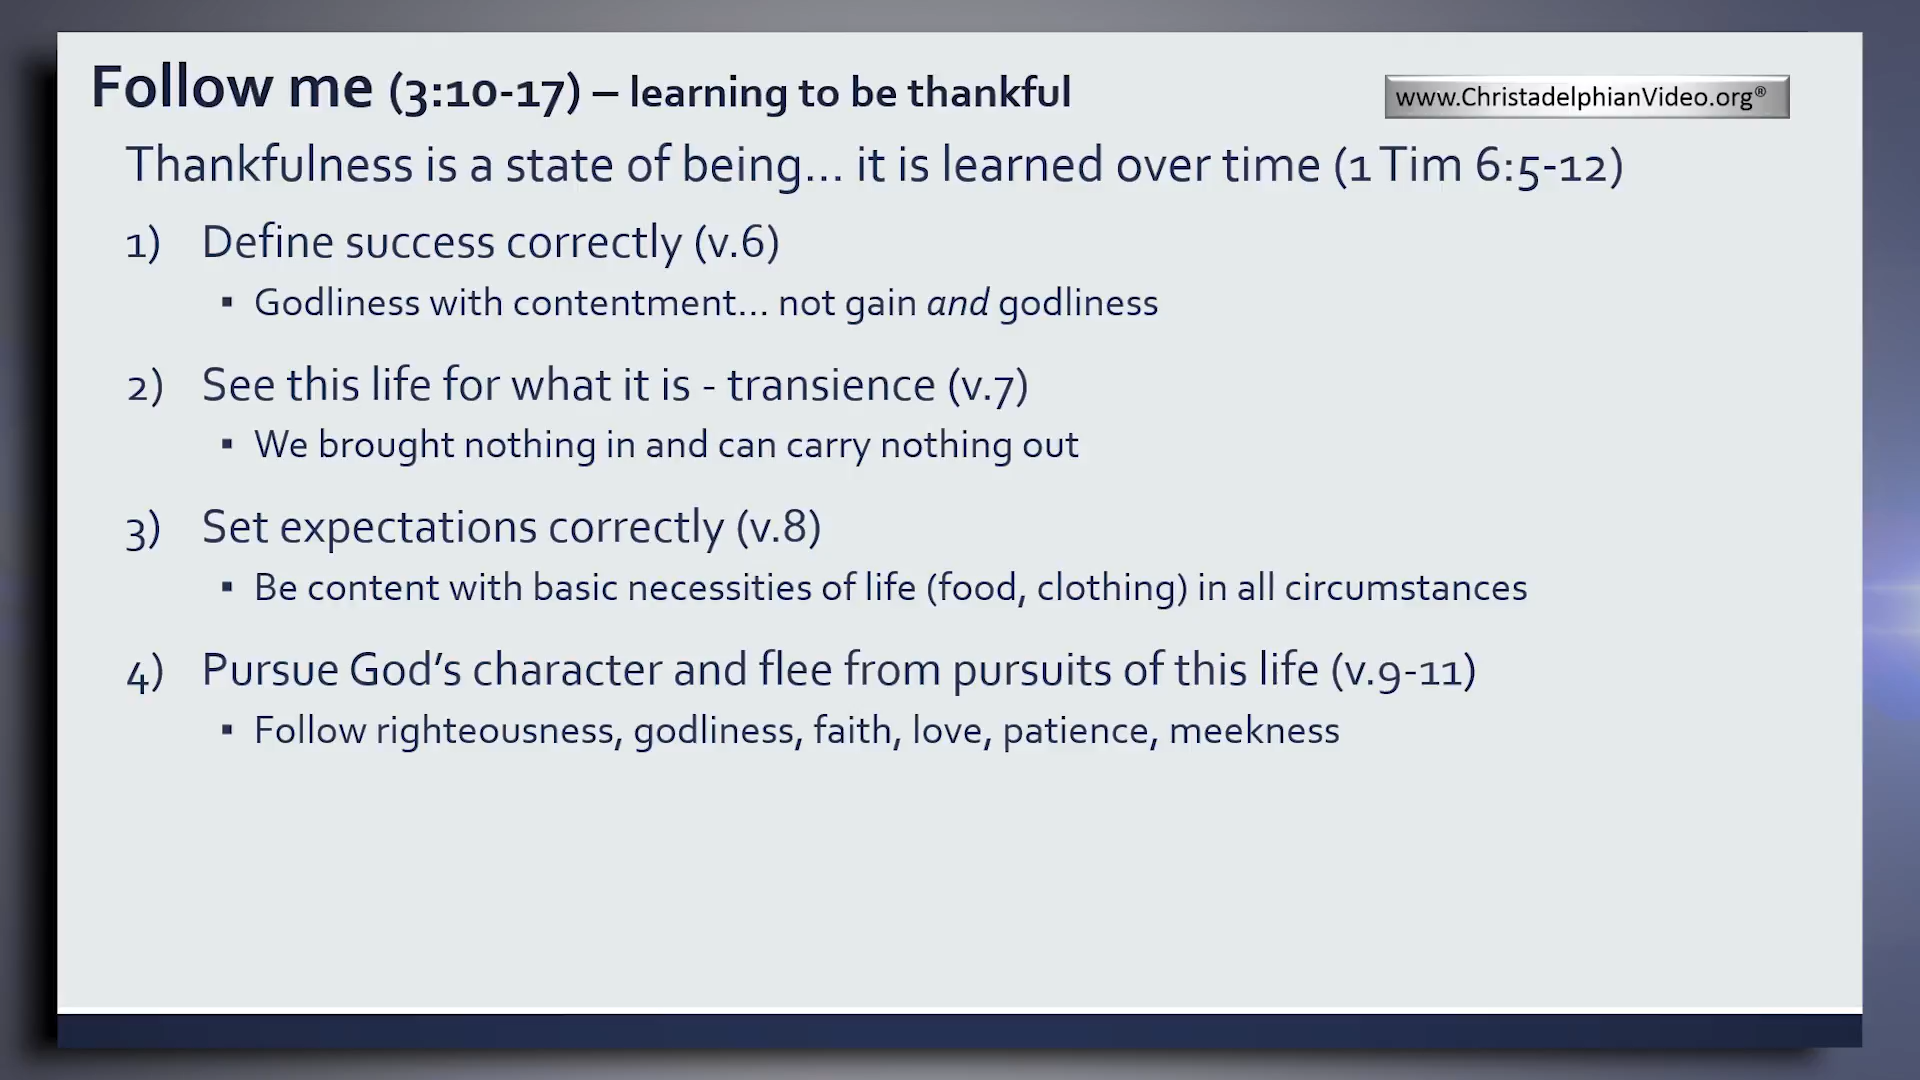 Follow me (3:10-17) – learning to be thankful
www.ChristadelphianVideo.org®
Thankfulness is a state of being... it is learned over time (1 Tim 6:5-12)
1) Define success correctly (v.6)
▪ Godliness with contentment... not gain and godliness
2) See this life for what it is - transience (v.7)
▪ We brought nothing in and can carry nothing out
3) Set expectations correctly (v.8)
▪ Be content with basic necessities of life (food, clothing) in all circumstances
4) Pursue God’s character and flee from pursuits of this life (v.9-11)
▪ Follow righteousness, godliness, faith, love, patience, meekness